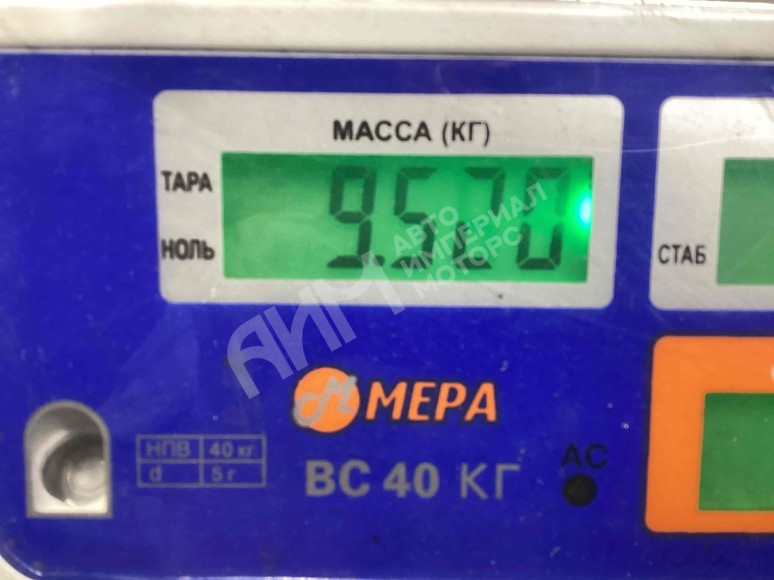 МАССА (КГ)
ТАРА
9.520
НОЛЬ
СТАБ
АИМ АВТО
ИМПЕРИАЛ
МОТОРС
М МЕРА
НПВ 40 кг.
d 5 г
ВС 40 КГ
АС